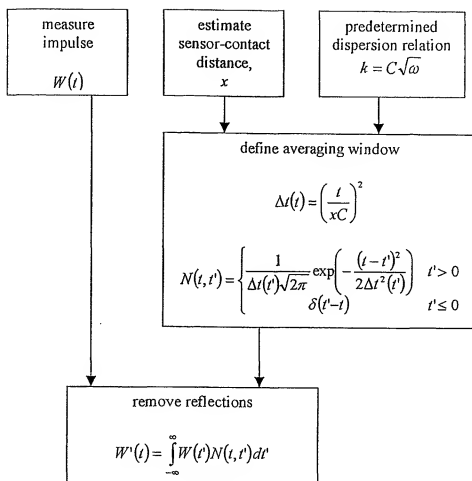 measure
impulse
W(t)
estimate
sensor-contact
distance,
x
predetermined
dispersion relation
k = C√ω
define averaging window
Δt(t) = (t/xC)²
N(t,t') = { 1/(Δt(t')√2π) exp(−(t−t')²/2Δt²(t')) t' > 0
δ(t'−t) t' ≤ 0
remove reflections
W'(t) = ∫_{−∞}^{∞} W(t')N(t,t')dt'